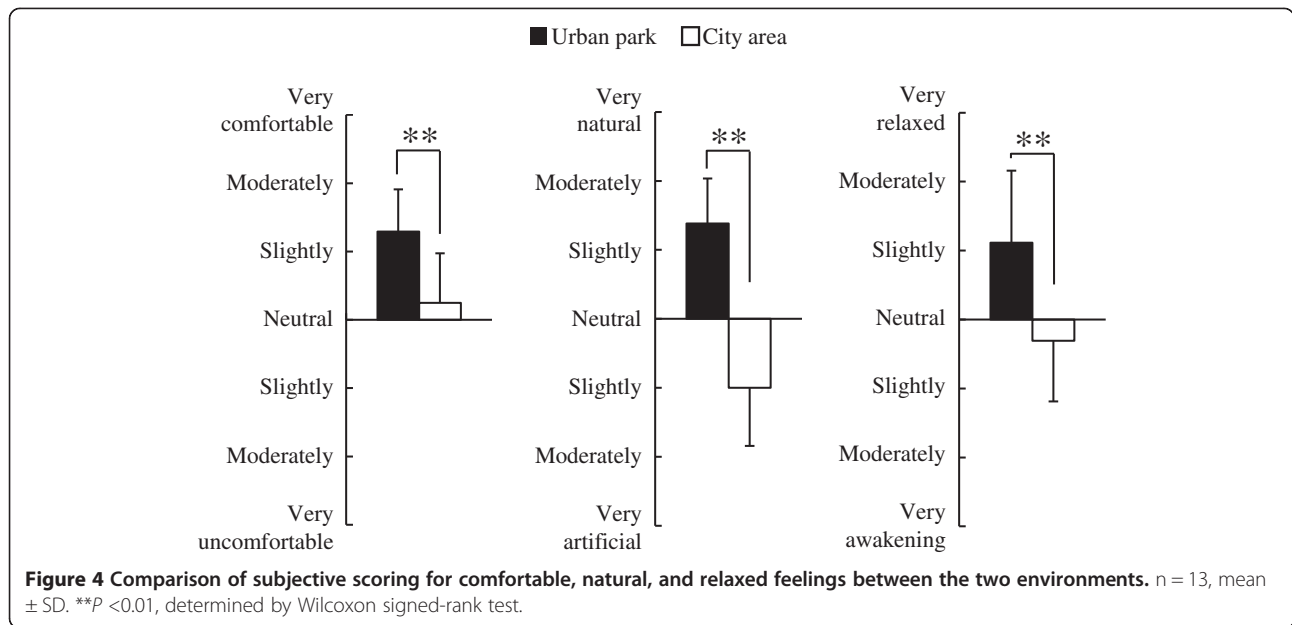 Urban park City area
Very
comfortable
**
Moderately
Slightly
Neutral
Slightly
Moderately
Very
uncomfortable
Very
natural
**
Moderately
Slightly
Neutral
Slightly
Moderately
Very
artificial
Very
relaxed
**
Moderately
Slightly
Neutral
Slightly
Moderately
Very
awakening
Figure 4 Comparison of subjective scoring for comfortable, natural, and relaxed feelings between the two environments. n = 13, mean
± SD. **P <0.01, determined by Wilcoxon signed-rank test.